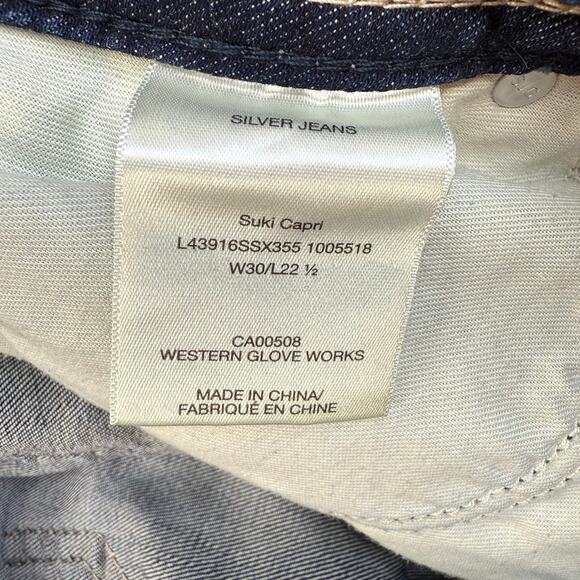 SILVER JEANS
Suki Capri
L43916SSX355 1005518
W30/L22 ½
CA00508
WESTERN GLOVE WORKS
MADE IN CHINA/
FABRIQUÉ EN CHINE